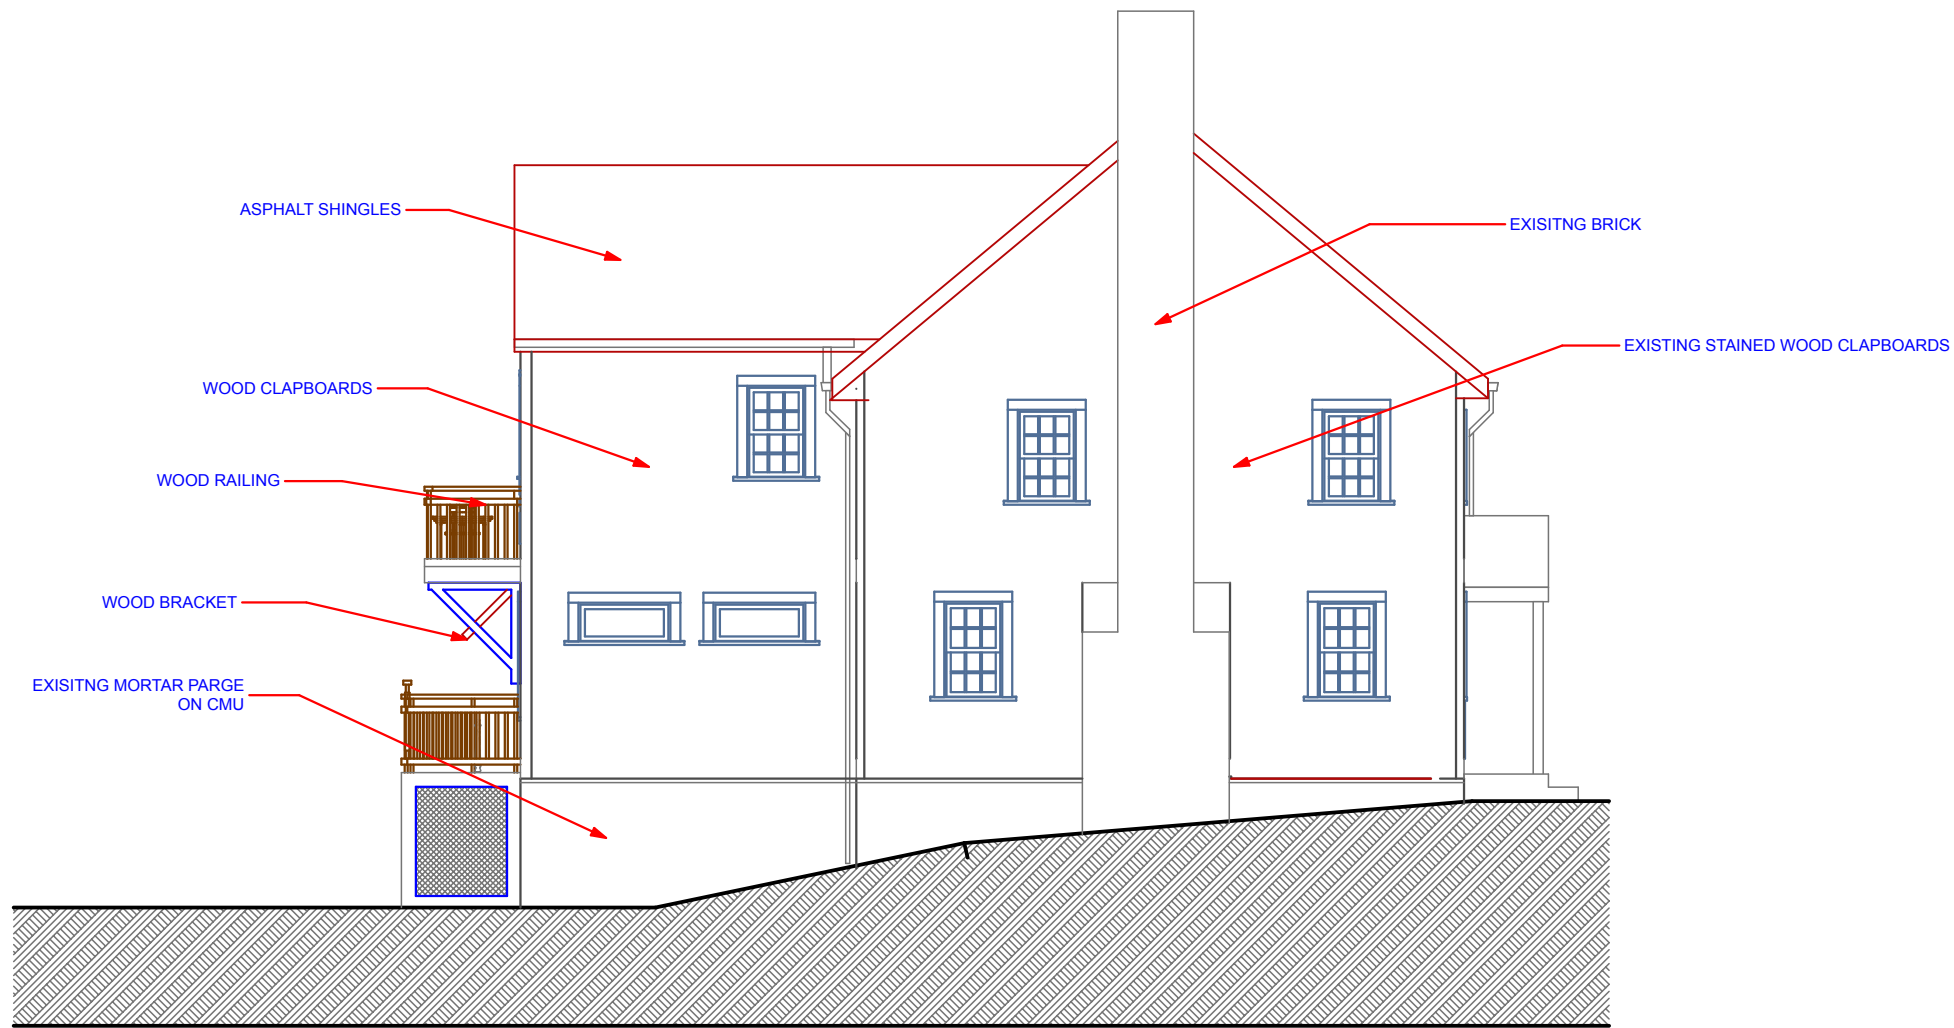 ASPHALT SHINGLES
EXISITNG BRICK
EXISTING STAINED WOOD CLAPBOARDS
WOOD CLAPBOARDS
WOOD RAILING
WOOD BRACKET
EXISITNG MORTAR PARGE
ON CMU